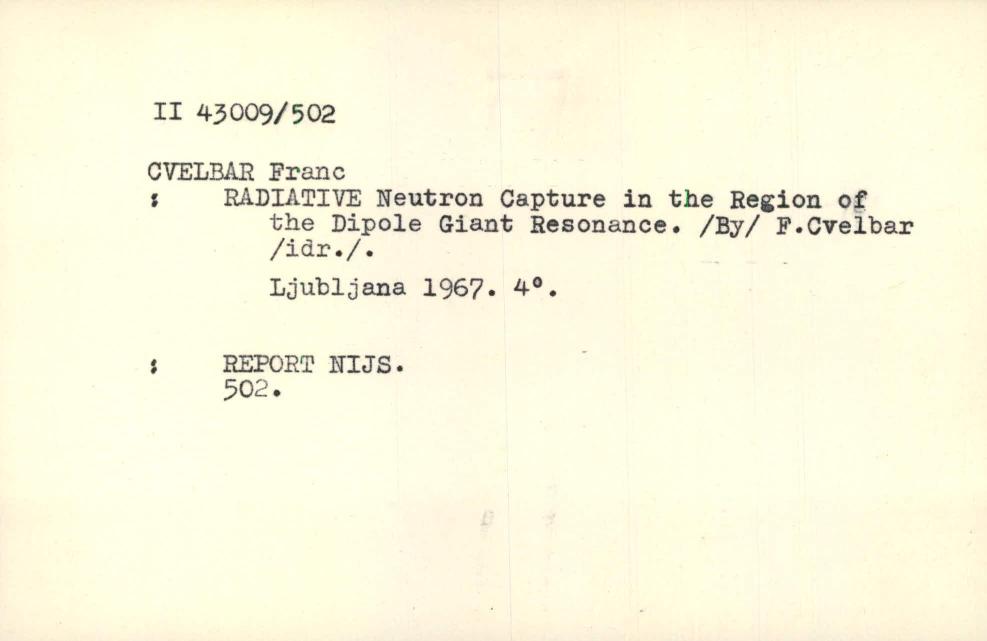 II 43009/502
CVELBAR Franc
: RADIATIVE Neutron Capture in the Region of
the Dipole Giant Resonance. /By/ F.Cvelbar
/idr./.
Ljubljana 1967. 4°.
: REPORT NIJS.
502.